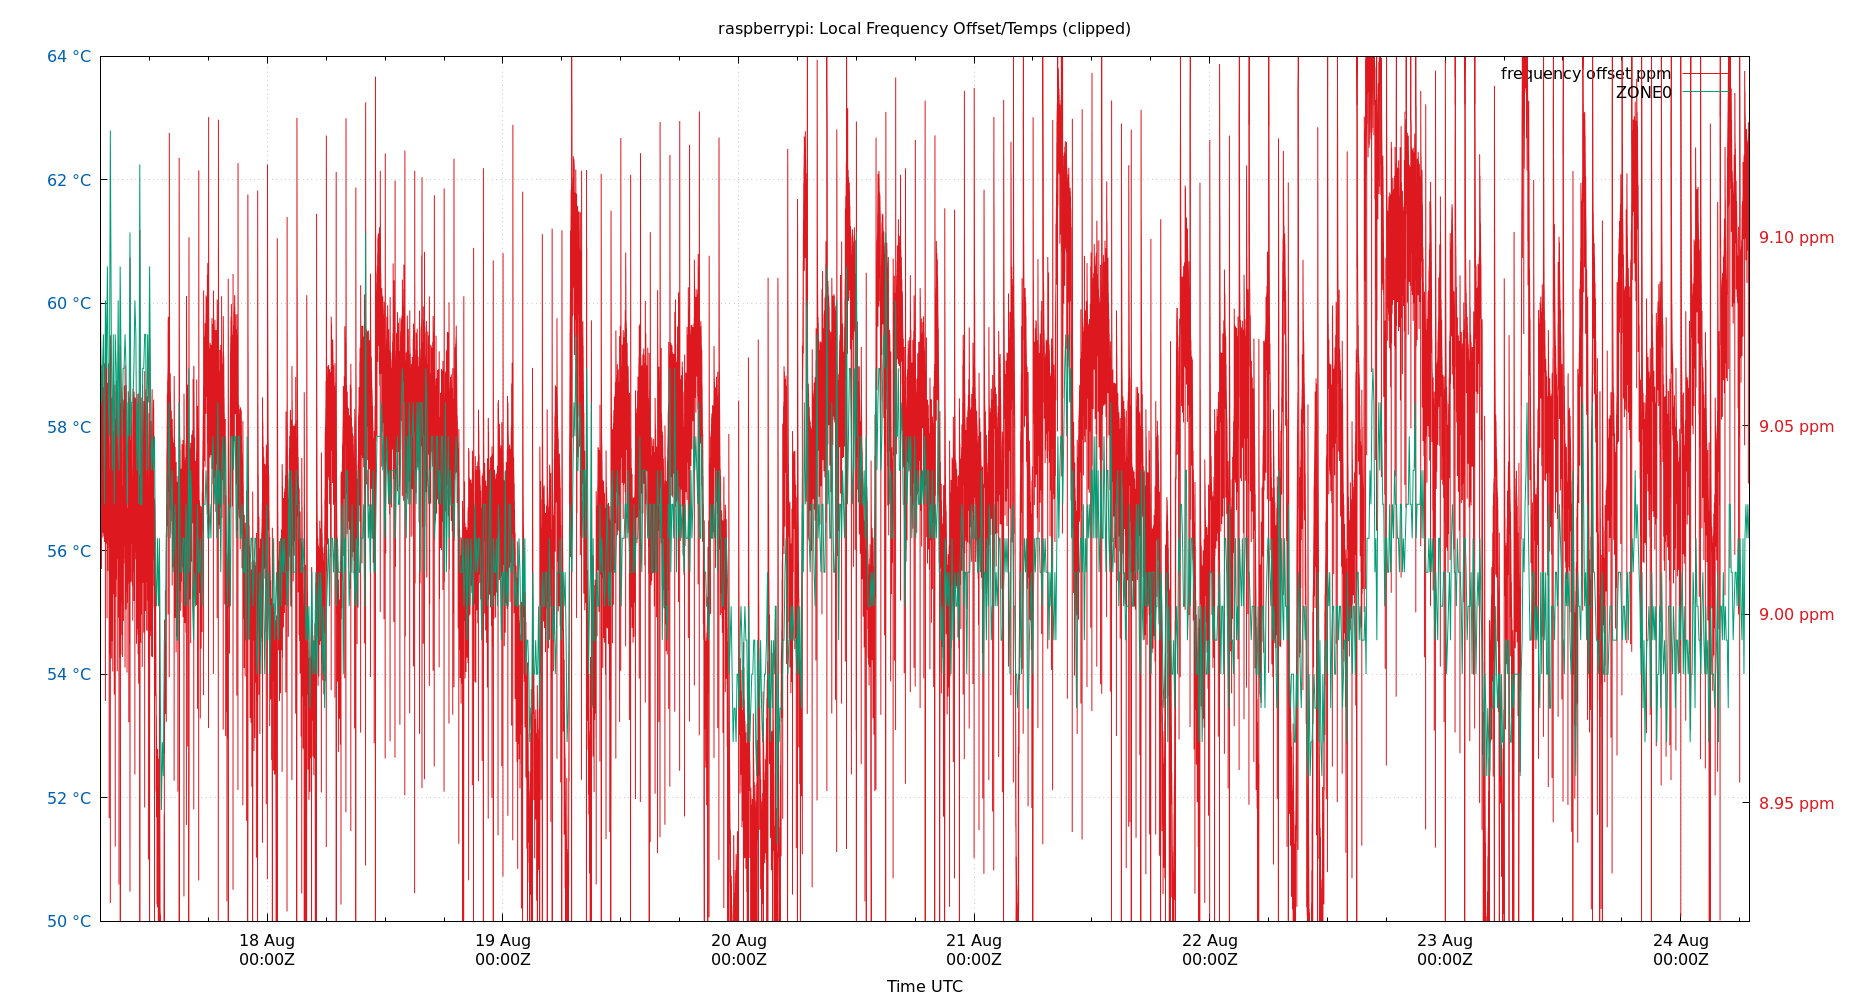 raspberrypi: Local Frequency Offset/Temps (clipped)
64 °C
62 °C
60 °C
58 °C
56 °C
54 °C
52 °C
50 °C
frequency offset ppm
ZONE0
9.10 ppm
9.05 ppm
9.00 ppm
8.95 ppm
18 Aug
00:00Z
19 Aug
00:00Z
20 Aug
00:00Z
21 Aug
00:00Z
22 Aug
00:00Z
23 Aug
00:00Z
24 Aug
00:00Z
Time UTC